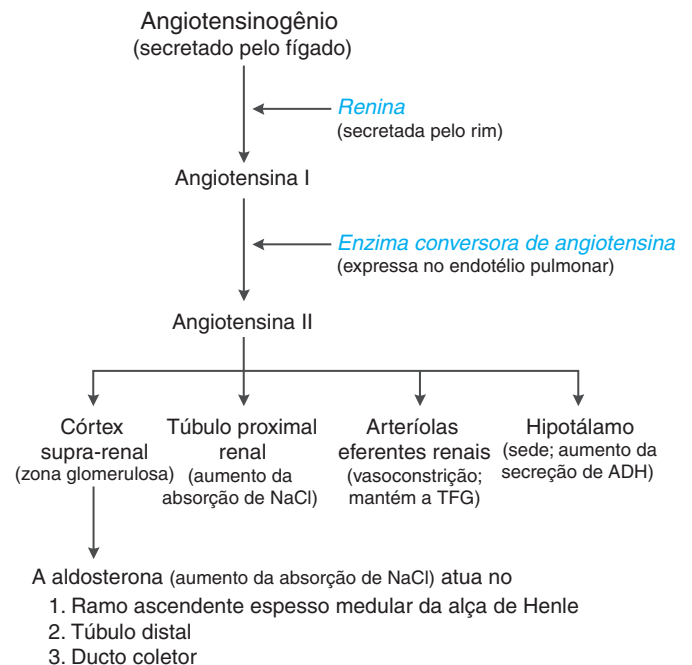 Angiotensinogênio
(secretado pelo fígado)
Renina
(secretada pelo rim)
Angiotensina I
Enzima conversora de angiotensina
(expressa no endotélio pulmonar)
Angiotensina II
Córtex
supra-renal
(zona glomerulosa)
Túbulo proximal
renal
(aumento da
absorção de NaCl)
Arteríolas
eferentes renais
(vasoconstrição;
mantém a TFG)
Hipotálamo
(sede; aumento da
secreção de ADH)
A aldosterona (aumento da absorção de NaCl) atua no
1. Ramo ascendente espesso medular da alça de Henle
2. Túbulo distal
3. Ducto coletor